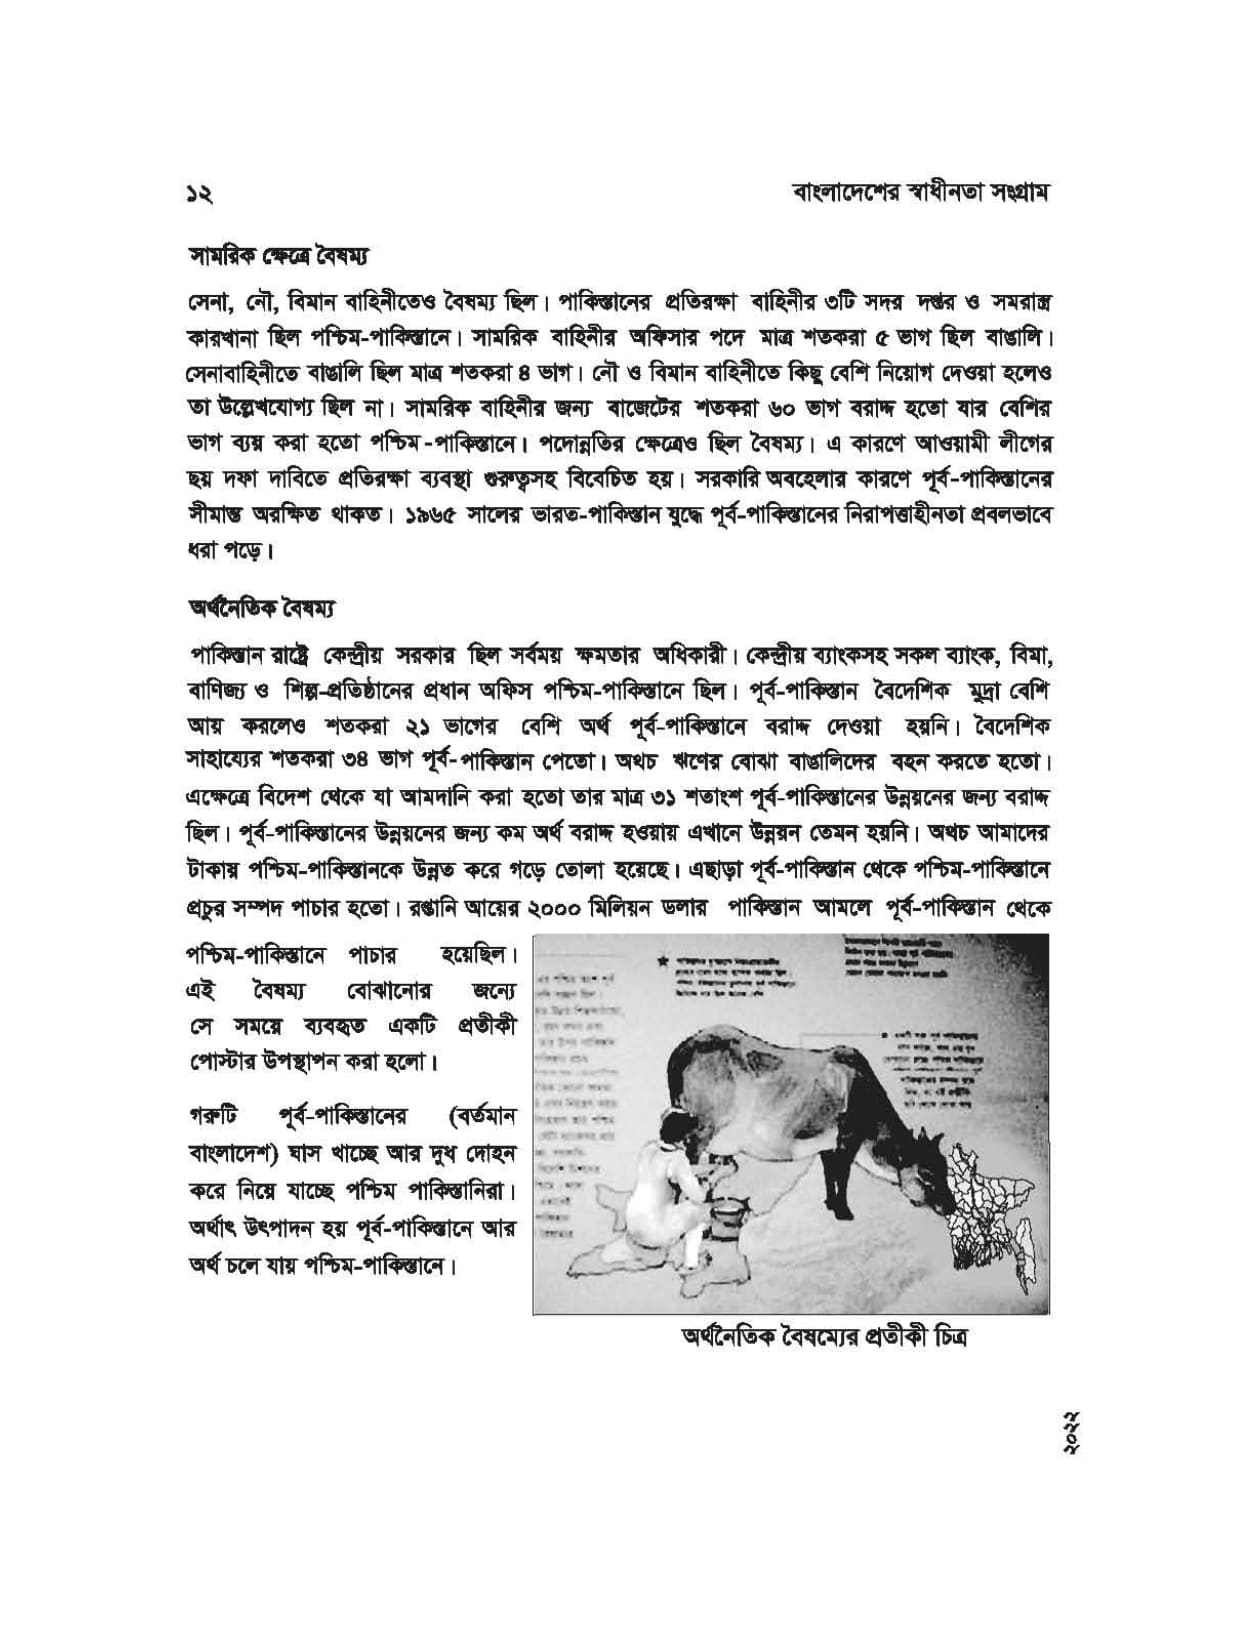 ১২
বাংলাদেশের স্বাধীনতা সংগ্রাম
সামরিক ক্ষেত্রে বৈষম্য
সেনা, নৌ, বিমান বাহিনীতেও বৈষম্য ছিল। পাকিস্তানের প্রতিরক্ষা বাহিনীর ৩টি সদর দপ্তর ও সমরাস্ত্র
কারখানা ছিল পশ্চিম-পাকিস্তানে। সামরিক বাহিনীর অফিসার পদে মাত্র শতকরা ৫ ভাগ ছিল বাঙালি।
সেনাবাহিনীতে বাঙালি ছিল মাত্র শতকরা ৪ ভাগ। নৌ ও বিমান বাহিনীতে কিছু বেশি নিয়োগ দেওয়া হলেও
তা উল্লেখযোগ্য ছিল না। সামরিক বাহিনীর জন্য বাজেটের শতকরা ৬০ ভাগ বরাদ্দ হতো যার বেশির
ভাগ ব্যয় করা হতো পশ্চিম-পাকিস্তানে। পদোন্নতির ক্ষেত্রেও ছিল বৈষম্য। এ কারণে আওয়ামী লীগের
ছয় দফা দাবিতে প্রতিরক্ষা ব্যবস্থা গুরুত্বসহ বিবেচিত হয়। সরকারি অবহেলার কারণে পূর্ব-পাকিস্তানের
সীমান্ত অরক্ষিত থাকত। ১৯৬৫ সালের ভারত-পাকিস্তান যুদ্ধে পূর্ব-পাকিস্তানের নিরাপত্তাহীনতা প্রবলভাবে
ধরা পড়ে।
অর্থনৈতিক বৈষম্য
পাকিস্তান রাষ্ট্রে কেন্দ্রীয় সরকার ছিল সর্বময় ক্ষমতার অধিকারী। কেন্দ্রীয় ব্যাংকসহ সকল ব্যাংক, বিমা,
বাণিজ্য ও শিল্প-প্রতিষ্ঠানের প্রধান অফিস পশ্চিম-পাকিস্তানে ছিল। পূর্ব-পাকিস্তান বৈদেশিক মুদ্রা বেশি
আয় করলেও শতকরা ২১ ভাগের বেশি অর্থ পূর্ব-পাকিস্তানে বরাদ্দ দেওয়া হয়নি। বৈদেশিক
সাহায্যের শতকরা ৩৪ ভাগ পূর্ব-পাকিস্তান পেতো। অথচ ঋণের বোঝা বাঙালিদের বহন করতে হতো।
এক্ষেত্রে বিদেশ থেকে যা আমদানি করা হতো তার মাত্র ৩১ শতাংশ পূর্ব-পাকিস্তানের উন্নয়নের জন্য বরাদ্দ
ছিল। পূর্ব-পাকিস্তানের উন্নয়নের জন্য কম অর্থ বরাদ্দ হওয়ায় এখানে উন্নয়ন তেমন হয়নি। অথচ আমাদের
টাকায় পশ্চিম-পাকিস্তানকে উন্নত করে গড়ে তোলা হয়েছে। এছাড়া পূর্ব-পাকিস্তান থেকে পশ্চিম-পাকিস্তানে
প্রচুর সম্পদ পাচার হতো। রপ্তানি আয়ের ২০০০ মিলিয়ন ডলার পাকিস্তান আমলে পূর্ব-পাকিস্তান থেকে
পশ্চিম-পাকিস্তানে পাচার হয়েছিল।
এই বৈষম্য বোঝানোর জন্যে
সে সময়ে ব্যবহৃত একটি প্রতীকী
পোস্টার উপস্থাপন করা হলো।
গরুটি পূর্ব-পাকিস্তানের (বর্তমান
বাংলাদেশ) ঘাস খাচ্ছে আর দুধ দোহন
করে নিয়ে যাচ্ছে পশ্চিম পাকিস্তানিরা।
অর্থাৎ উৎপাদন হয় পূর্ব-পাকিস্তানে আর
অর্থ চলে যায় পশ্চিম-পাকিস্তানে।
অর্থনৈতিক বৈষম্যের প্রতীকী চিত্র
২০২২